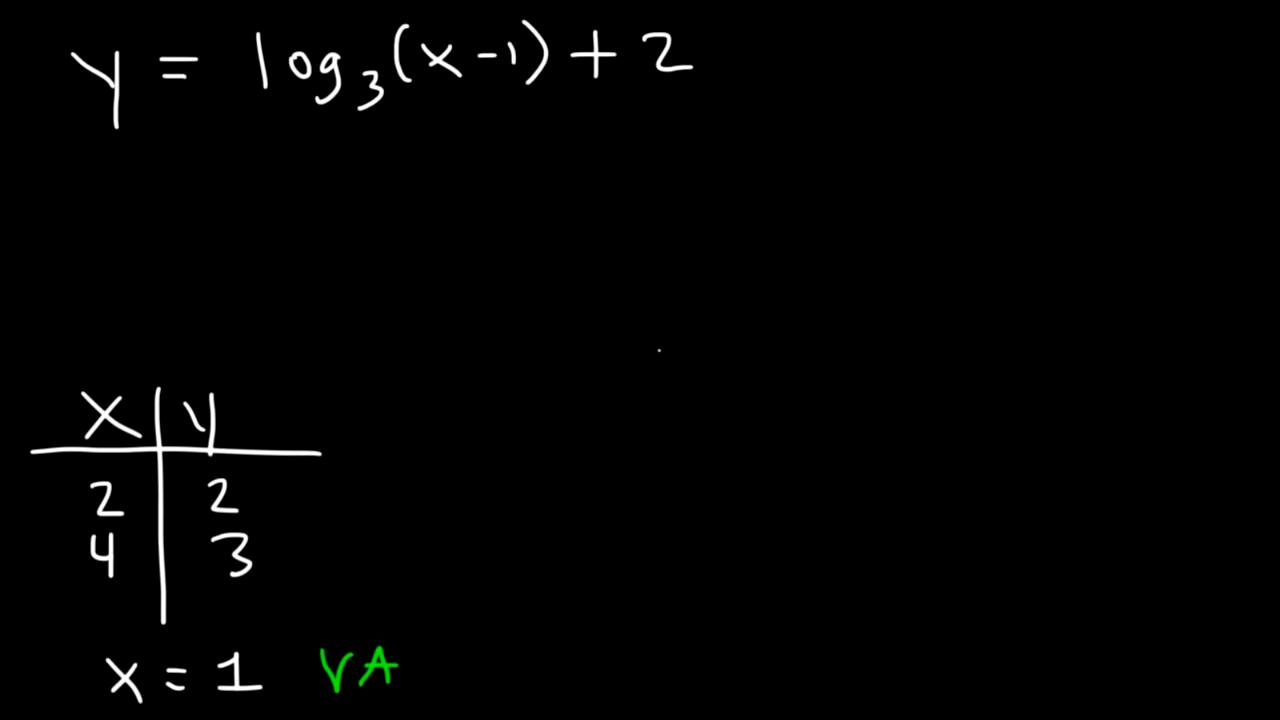 y = log₃(x-1)+2
x | y
2 | 2
4 | 3
x = 1 VA